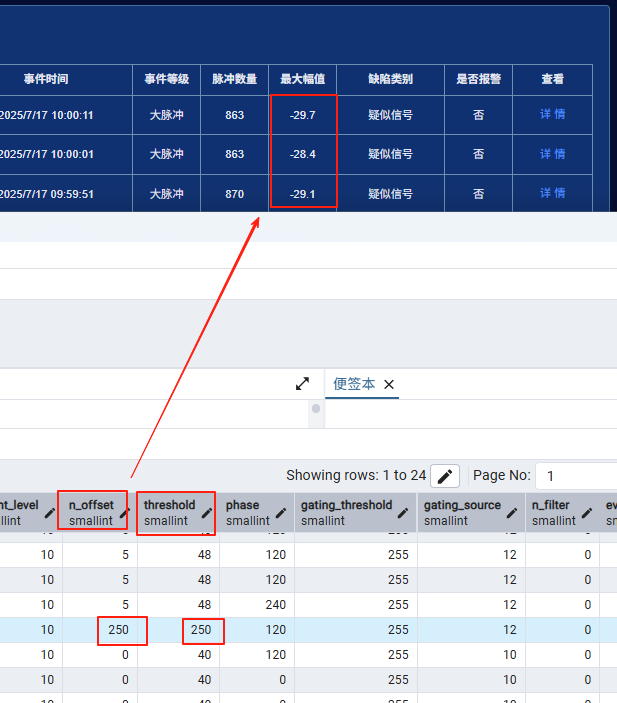 事件时间 事件等级 脉冲数量 最大幅值 缺陷类别 是否报警 查看
2025/7/17 10:00:11 大脉冲 863 -29.7 疑似信号 否 详 情
2025/7/17 10:00:01 大脉冲 863 -28.4 疑似信号 否 详 情
2025/7/17 09:59:51 大脉冲 870 -29.1 疑似信号 否 详 情
便签本
Showing rows: 1 to 24 Page No: 1
nt_level n_offset threshold phase gating_threshold gating_source n_filter ev
llint smallint smallint smallint smallint smallint smallint sm
10 5 48 120 255 12 0
10 5 48 120 255 12 0
10 5 48 240 255 12 0
10 250 250 120 255 12 0
10 0 40 120 255 10 0
10 0 40 0 255 10 0